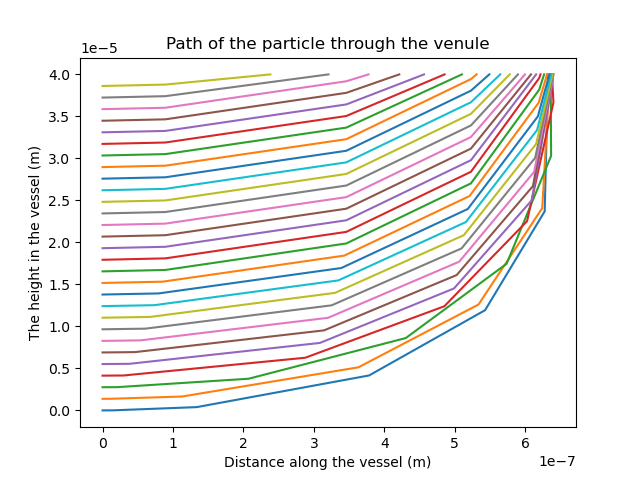 Path of the particle through the venule
1e−5
4.0
3.5
3.0
2.5
2.0
1.5
1.0
0.5
0.0
The height in the vessel (m)
0 1 2 3 4 5 6
1e−7
Distance along the vessel (m)